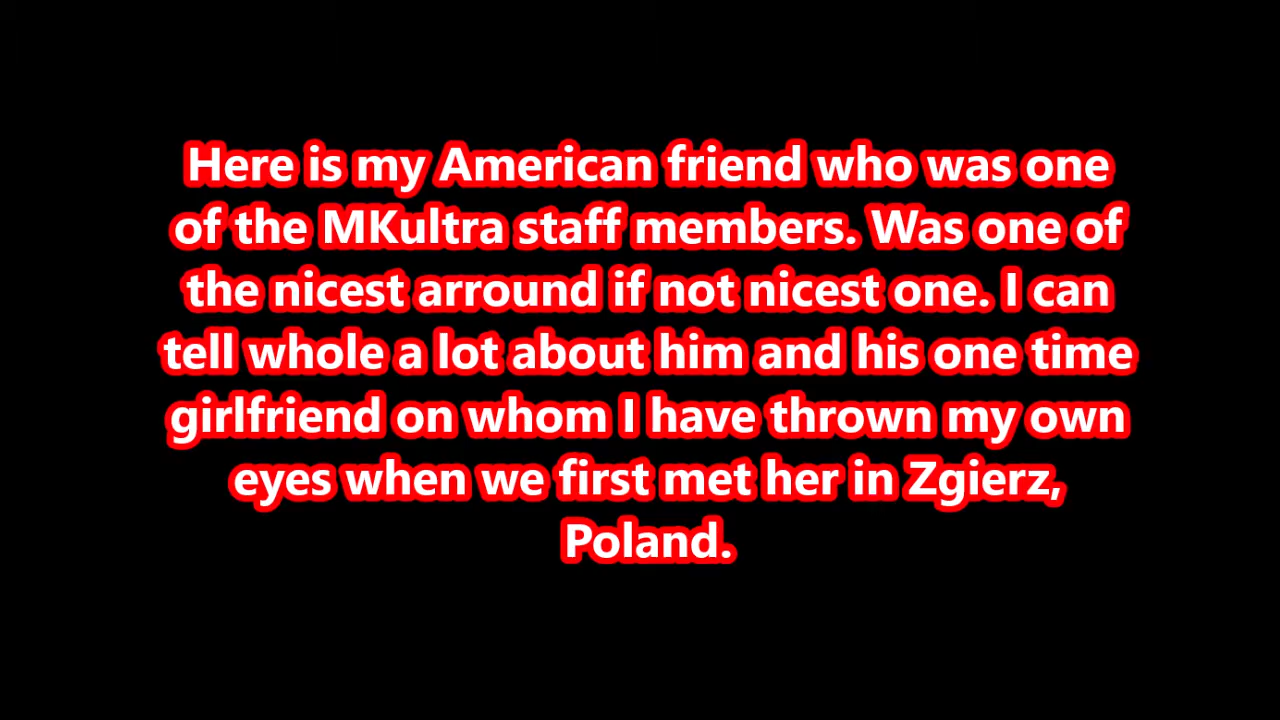 Here is my American friend who was one
of the MKultra staff members. Was one of
the nicest arround if not nicest one. I can
tell whole a lot about him and his one time
girlfriend on whom I have thrown my own
eyes when we first met her in Zgierz,
Poland.